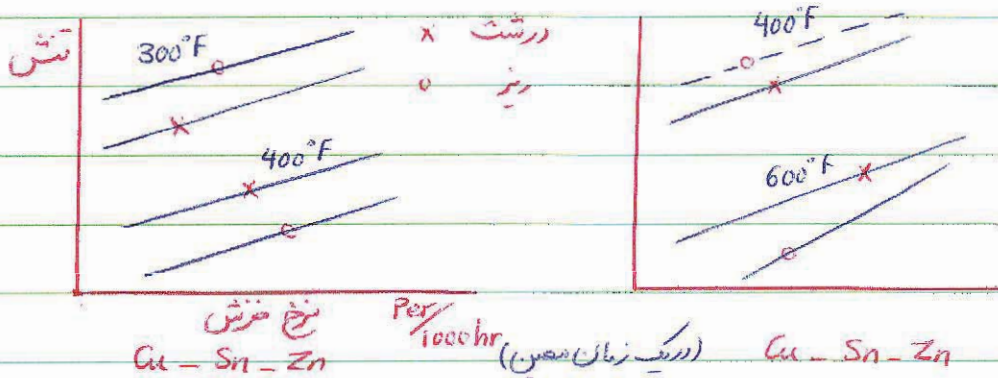 تنش
300°F
x درشت
o ریز
400°F
400°F
600°F
نرخ خزش
Per/1000hr
(در یک زمان معین)
Cu - Sn - Zn
Cu - Sn - Zn